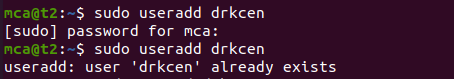 mca@t2:~$ sudo useradd drkcen
[sudo] password for mca:
mca@t2:~$ sudo useradd drkcen
useradd: user 'drkcen' already exists